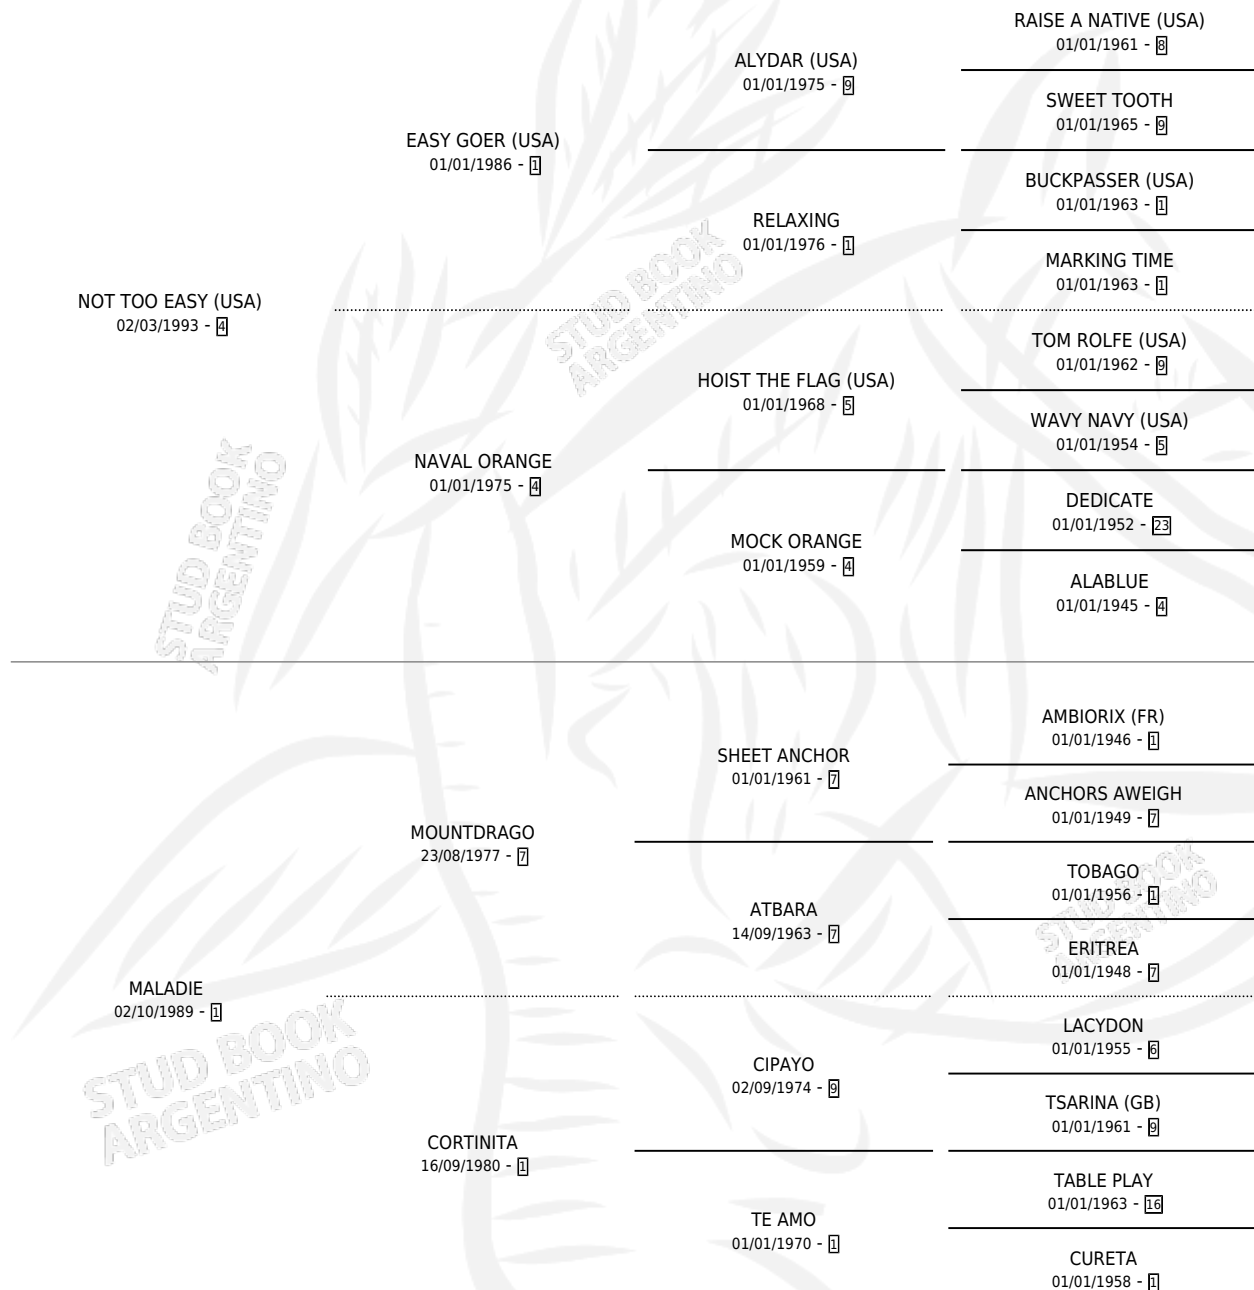 RAISE A NATIVE (USA)
01/01/1961 - 8
ALYDAR (USA)
01/01/1975 - 9
SWEET TOOTH
01/01/1965 - 9
EASY GOER (USA)
01/01/1986 - 1
BUCKPASSER (USA)
01/01/1963 - 1
RELAXING
01/01/1976 - 1
MARKING TIME
01/01/1963 - 1
NOT TOO EASY (USA)
02/03/1993 - 4
TOM ROLFE (USA)
01/01/1962 - 9
HOIST THE FLAG (USA)
01/01/1968 - 5
WAVY NAVY (USA)
01/01/1954 - 5
NAVAL ORANGE
01/01/1975 - 4
DEDICATE
01/01/1952 - 23
MOCK ORANGE
01/01/1959 - 4
ALABLUE
01/01/1945 - 4
AMBIORIX (FR)
01/01/1946 - 1
SHEET ANCHOR
01/01/1961 - 7
ANCHORS AWEIGH
01/01/1949 - 7
MOUNTDRAGO
23/08/1977 - 7
TOBAGO
01/01/1956 - 1
ATBARA
14/09/1963 - 7
ERITREA
01/01/1948 - 7
MALADIE
02/10/1989 - 1
LACYDON
01/01/1955 - 6
CIPAYO
02/09/1974 - 9
TSARINA (GB)
01/01/1961 - 9
CORTINITA
16/09/1980 - 1
TABLE PLAY
01/01/1963 - 16
TE AMO
01/01/1970 - 1
CURETA
01/01/1958 - 1
STUD BOOK
ARGENTINO
STUD BOOK
ARGENTINO
STUD BOOK
ARGENTINO
STUD BOOK
ARGENTINO